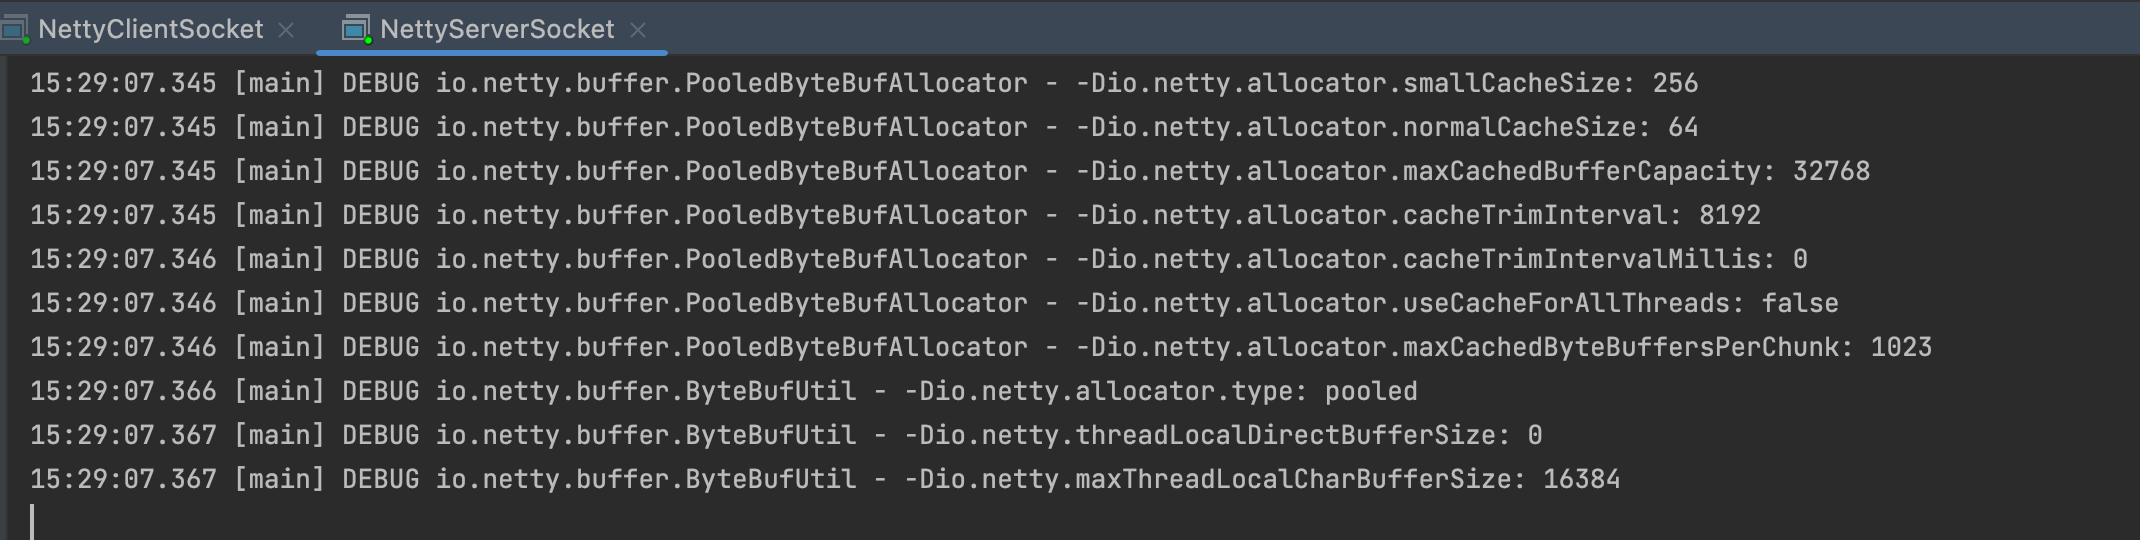 NettyClientSocket × NettyServerSocket ×
15:29:07.345 [main] DEBUG io.netty.buffer.PooledByteBufAllocator - -Dio.netty.allocator.smallCacheSize: 256
15:29:07.345 [main] DEBUG io.netty.buffer.PooledByteBufAllocator - -Dio.netty.allocator.normalCacheSize: 64
15:29:07.345 [main] DEBUG io.netty.buffer.PooledByteBufAllocator - -Dio.netty.allocator.maxCachedBufferCapacity: 32768
15:29:07.345 [main] DEBUG io.netty.buffer.PooledByteBufAllocator - -Dio.netty.allocator.cacheTrimInterval: 8192
15:29:07.346 [main] DEBUG io.netty.buffer.PooledByteBufAllocator - -Dio.netty.allocator.cacheTrimIntervalMillis: 0
15:29:07.346 [main] DEBUG io.netty.buffer.PooledByteBufAllocator - -Dio.netty.allocator.useCacheForAllThreads: false
15:29:07.346 [main] DEBUG io.netty.buffer.PooledByteBufAllocator - -Dio.netty.allocator.maxCachedByteBuffersPerChunk: 1023
15:29:07.366 [main] DEBUG io.netty.buffer.ByteBufUtil - -Dio.netty.allocator.type: pooled
15:29:07.367 [main] DEBUG io.netty.buffer.ByteBufUtil - -Dio.netty.threadLocalDirectBufferSize: 0
15:29:07.367 [main] DEBUG io.netty.buffer.ByteBufUtil - -Dio.netty.maxThreadLocalCharBufferSize: 16384